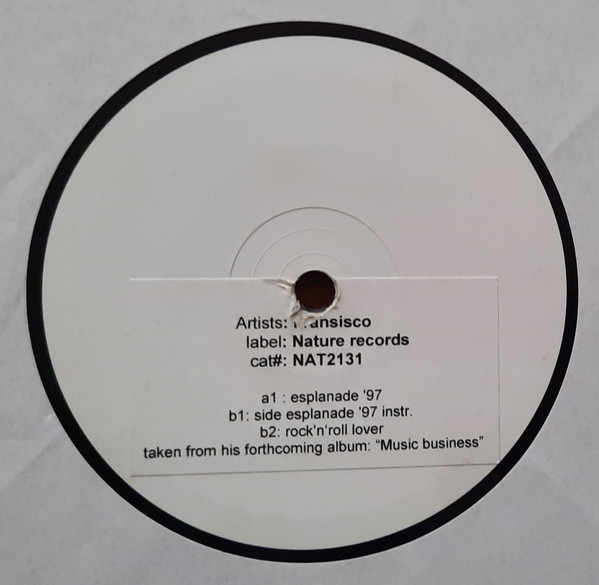 Artists: Fransisco
label: Nature records
cat#: NAT2131
a1 : esplanade '97
b1: side esplanade '97 instr.
b2: rock'n'roll lover
taken from his forthcoming album: "Music business"